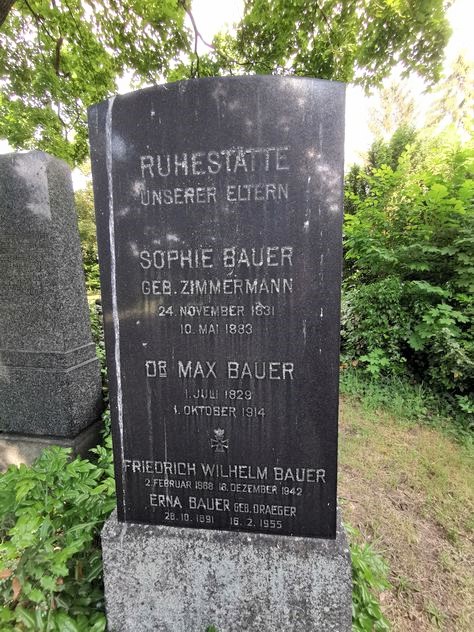 RUHESTÄTTE
UNSERER ELTERN
SOPHIE BAUER
GEB. ZIMMERMANN
24. NOVEMBER 1831
10. MAI 1883
DR MAX BAUER
1. JULI 1829
1. OKTOBER 1914
FRIEDRICH WILHELM BAUER
2. FEBRUAR 1868 18. DEZEMBER 1942
ERNA BAUER GEB. DRAEGER
28. 10. 1891 16. 2. 1955